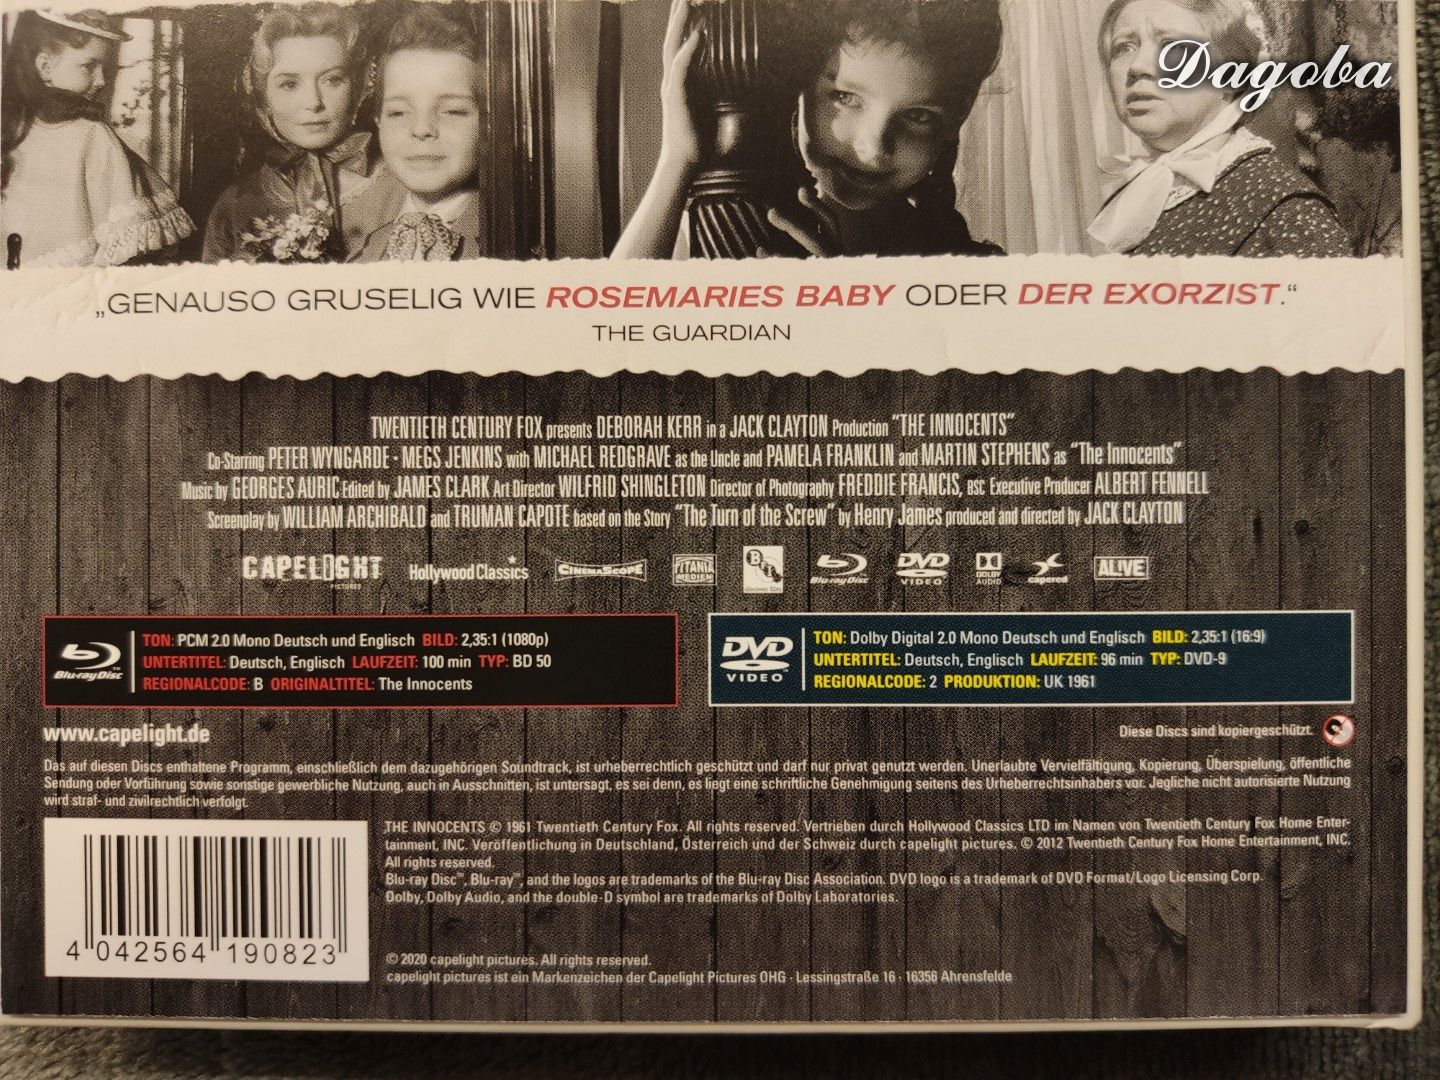 Dagoba
„GENAUSO GRUSELIG WIE ROSEMARIES BABY ODER DER EXORZIST.“
THE GUARDIAN
TWENTIETH CENTURY FOX presents DEBORAH KERR in a JACK CLAYTON Production "THE INNOCENTS"
Co-Starring PETER WYNGARDE · MEGS JENKINS with MICHAEL REDGRAVE as the Uncle and PAMELA FRANKLIN and MARTIN STEPHENS as "The Innocents"
Music by GEORGES AURIC Edited by JAMES CLARK Art Director WILFRID SHINGLETON Director of Photography FREDDIE FRANCIS, BSC Executive Producer ALBERT FENNELL
Screenplay by WILLIAM ARCHIBALD and TRUMAN CAPOTE based on the Story "The Turn of the Screw" by Henry James produced and directed by JACK CLAYTON
CAPELIGHT PICTURES HollywoodClassics CINEMASCOPE TITANIA MEDIEN BFI discovery film Blu-ray Disc DVD VIDEO DOLBY AUDIO capered ALIVE
Blu-ray Disc™
TON: PCM 2.0 Mono Deutsch und Englisch BILD: 2,35:1 (1080p)
UNTERTITEL: Deutsch, Englisch LAUFZEIT: 100 min TYP: BD 50
REGIONALCODE: B ORIGINALTITEL: The Innocents
DVD VIDEO™
TON: Dolby Digital 2.0 Mono Deutsch und Englisch BILD: 2,35:1 (16:9)
UNTERTITEL: Deutsch, Englisch LAUFZEIT: 96 min TYP: DVD-9
REGIONALCODE: 2 PRODUKTION: UK 1961
www.capelight.de
Diese Discs sind kopiergeschützt.
Das auf diesen Discs enthaltene Programm, einschließlich dem dazugehörigen Soundtrack, ist urheberrechtlich geschützt und darf nur privat genutzt werden. Unerlaubte Vervielfältigung, Kopierung, Überspielung, öffentliche
Sendung oder Vorführung sowie sonstige gewerbliche Nutzung, auch in Ausschnitten, ist untersagt, es sei denn, es liegt eine schriftliche Genehmigung seitens des Urheberrechtsinhabers vor. Jegliche nicht autorisierte Nutzung
wird straf- und zivilrechtlich verfolgt.
THE INNOCENTS © 1961 Twentieth Century Fox. All rights reserved. Vertrieben durch Hollywood Classics LTD im Namen von Twentieth Century Fox Home Enter-
tainment, INC. Veröffentlichung in Deutschland, Österreich und der Schweiz durch capelight pictures. © 2012 Twentieth Century Fox Home Entertainment, INC.
All rights reserved.
Blu-ray Disc™, Blu-ray™, and the logos are trademarks of the Blu-ray Disc Association. DVD logo is a trademark of DVD Format/Logo Licensing Corp.
Dolby, Dolby Audio, and the double-D symbol are trademarks of Dolby Laboratories.
4 042564 190823
© 2020 capelight pictures. All rights reserved.
capelight pictures ist ein Markenzeichen der Capelight Pictures OHG · Lessingstraße 16 · 16356 Ahrensfelde